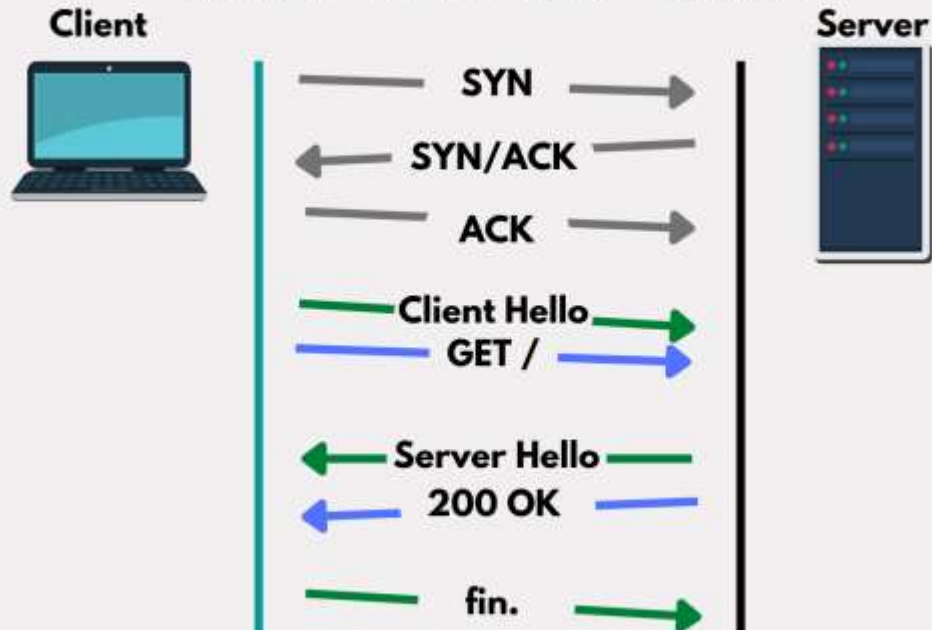 Client
Server
SYN
SYN/ACK
ACK
Client Hello
GET /
Server Hello
200 OK
fin.